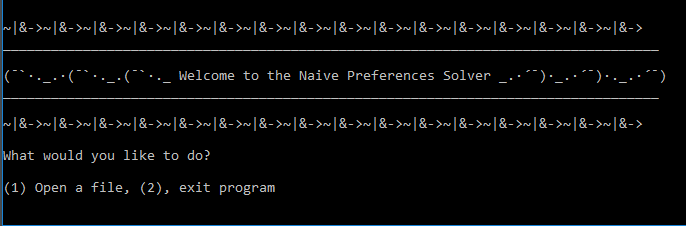 ~|&->~|&->~|&->~|&->~|&->~|&->~|&->~|&->~|&->~|&->~|&->~|&->~|&->~|&->~|&->~|&->
(¯`·._.·(¯`·._.(¯`·._ Welcome to the Naive Preferences Solver _.·´¯)·_.·´¯)·._.·´¯)
~|&->~|&->~|&->~|&->~|&->~|&->~|&->~|&->~|&->~|&->~|&->~|&->~|&->~|&->~|&->~|&->
What would you like to do?
(1) Open a file, (2), exit program